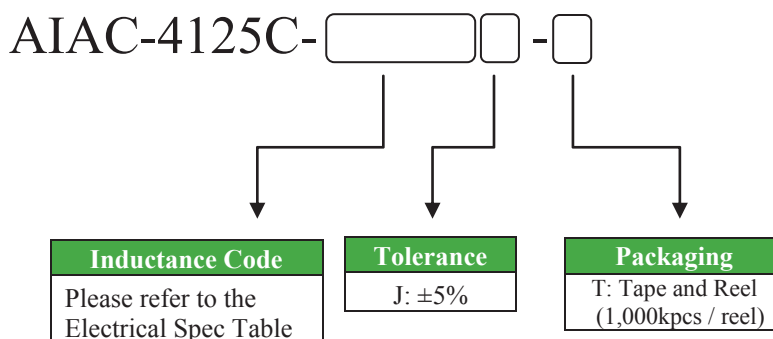 AIAC-4125C- -
Inductance Code
Please refer to the
Electrical Spec Table
Tolerance
J: ±5%
Packaging
T: Tape and Reel
(1,000kpcs / reel)